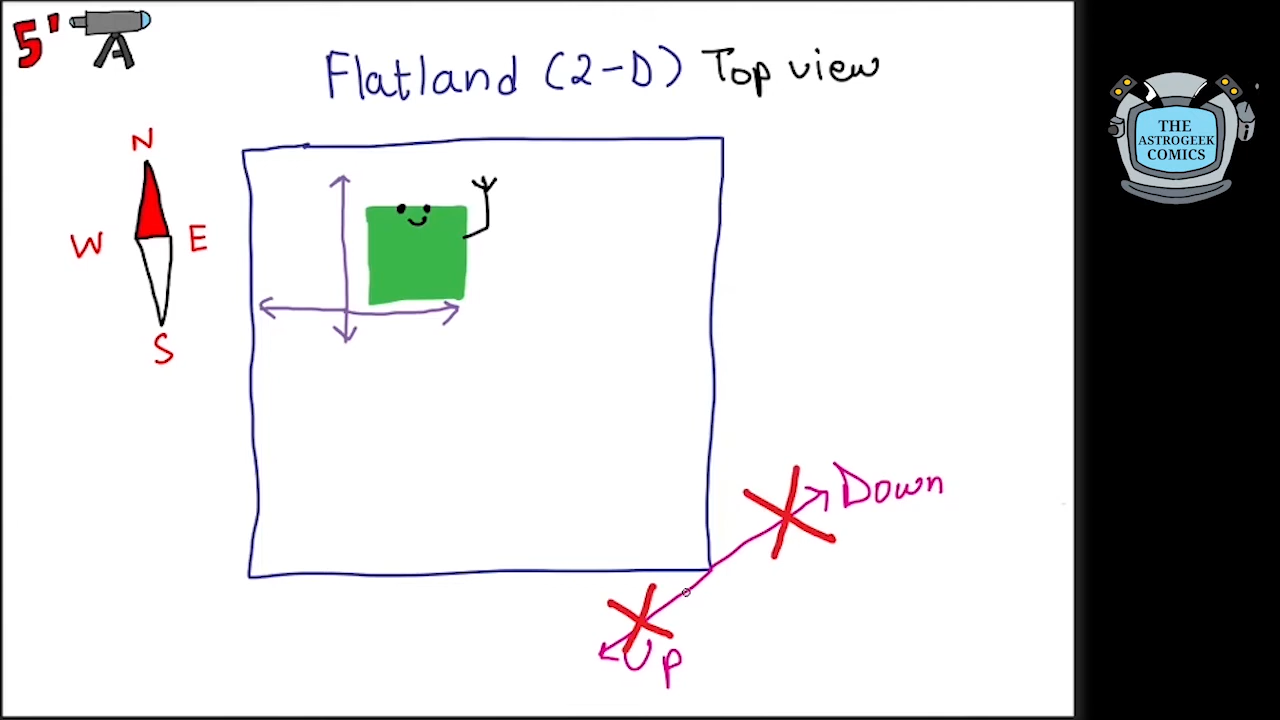 5'
Flatland (2-D) Top view
N
W E
S
Down
Up
THE
ASTROGEEK
COMICS